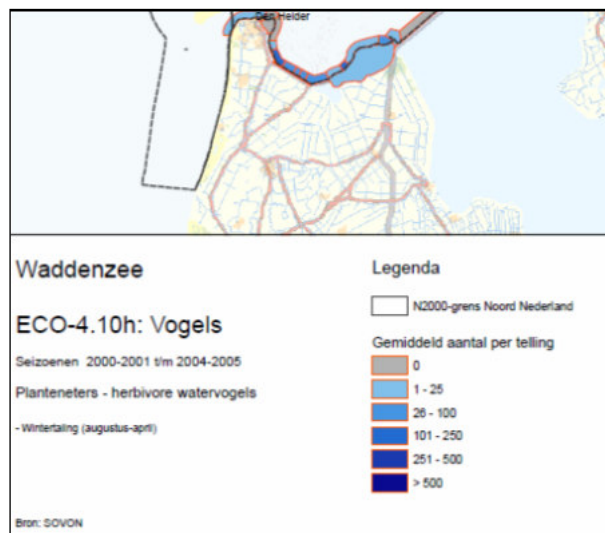 Den Helder
Waddenzee
ECO-4.10h: Vogels
Seizoenen 2000-2001 t/m 2004-2005
Planteneters - herbivore watervogels
- Wintertaling (augustus-april)
Bron: SOVON
Legenda
N2000-grens Noord Nederland
Gemiddeld aantal per telling
0
1 - 25
26 - 100
101 - 250
251 - 500
> 500